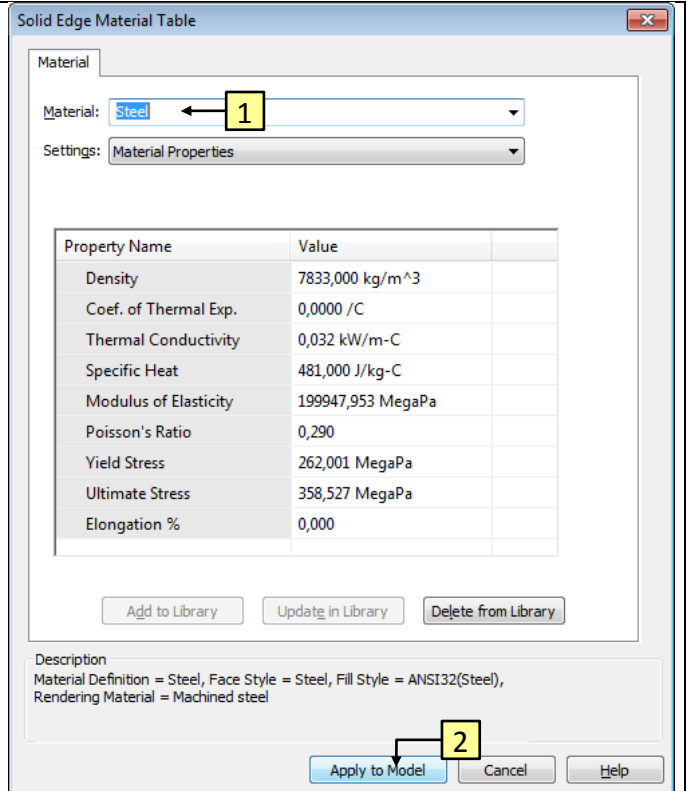 Solid Edge Material Table
Material
Material: Steel 1
Settings: Material Properties
Property Name Value
Density 7833,000 kg/m^3
Coef. of Thermal Exp. 0,0000 /C
Thermal Conductivity 0,032 kW/m-C
Specific Heat 481,000 J/kg-C
Modulus of Elasticity 199947,953 MegaPa
Poisson's Ratio 0,290
Yield Stress 262,001 MegaPa
Ultimate Stress 358,527 MegaPa
Elongation % 0,000
Add to Library Update in Library Delete from Library
Description
Material Definition = Steel, Face Style = Steel, Fill Style = ANSI32(Steel),
Rendering Material = Machined steel
2
Apply to Model Cancel Help